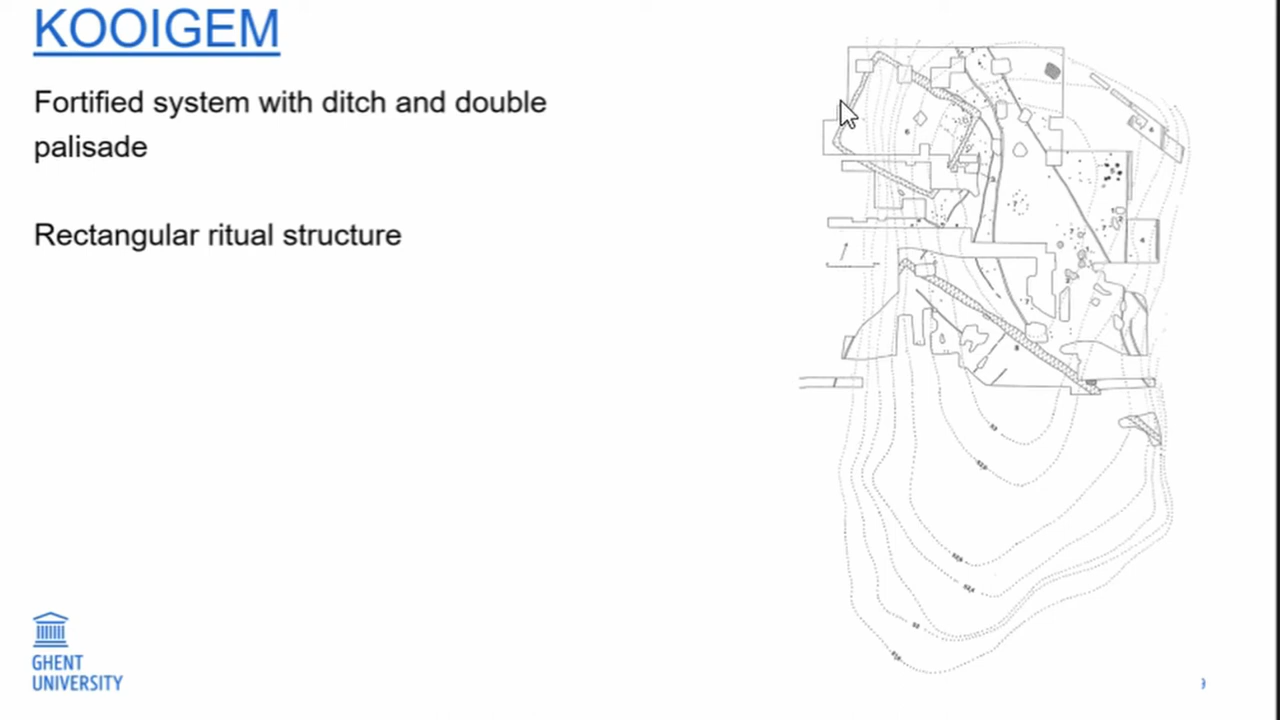 KOOIGEM
Fortified system with ditch and double
palisade
Rectangular ritual structure
GHENT
UNIVERSITY